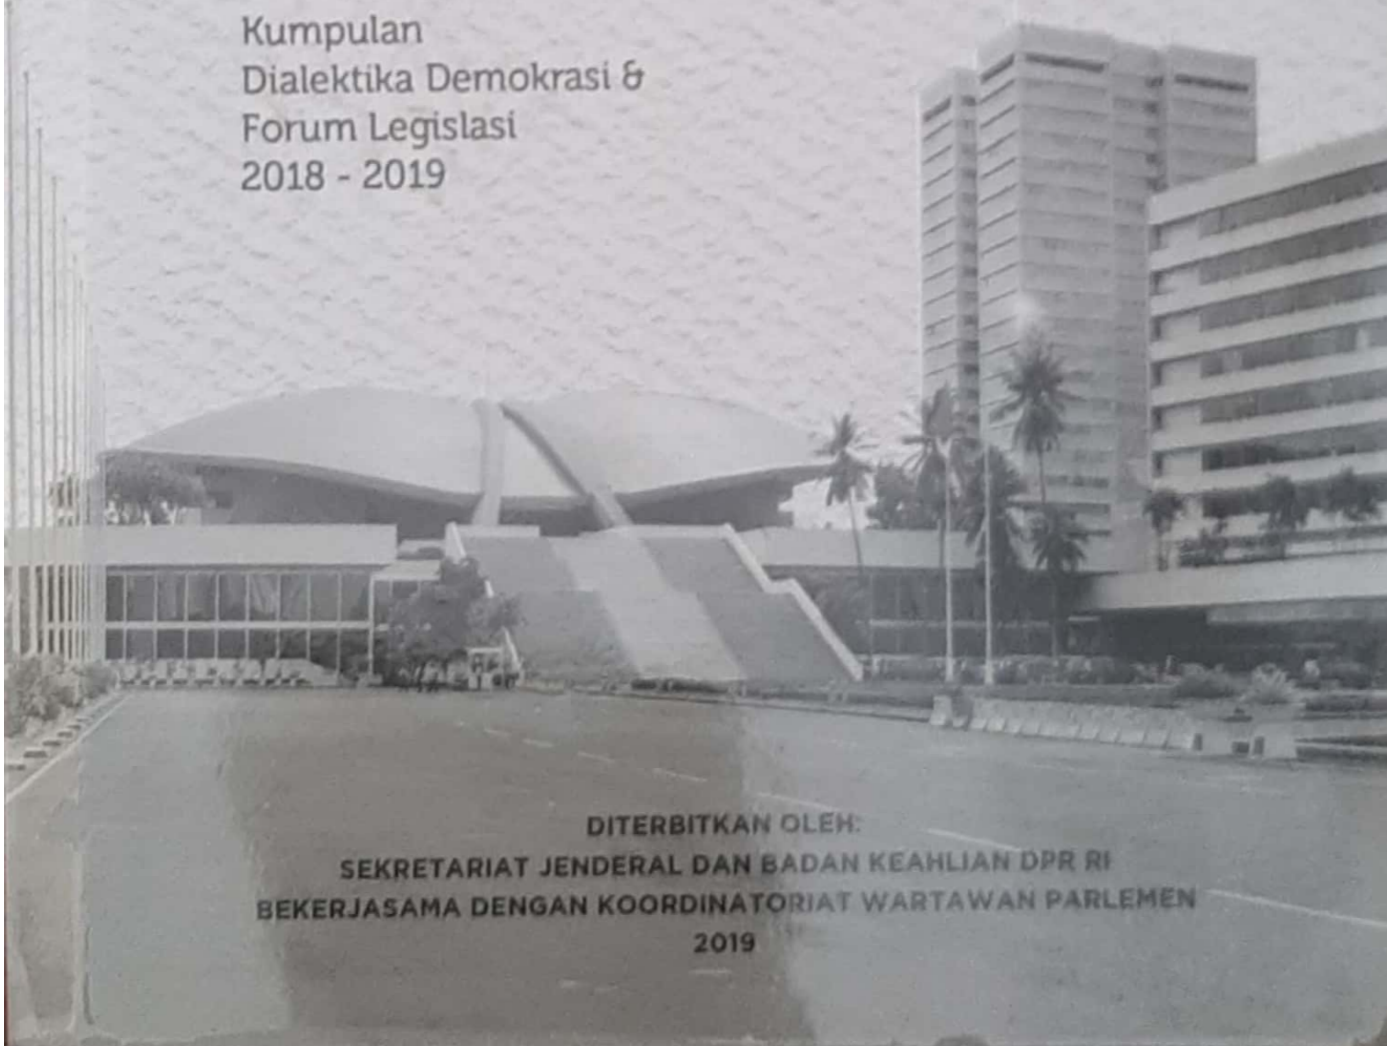 Kumpulan
Dialektika Demokrasi &
Forum Legislasi
2018 - 2019
DITERBITKAN OLEH:
SEKRETARIAT JENDERAL DAN BADAN KEAHLIAN DPR RI
BEKERJASAMA DENGAN KOORDINATORIAT WARTAWAN PARLEMEN
2019